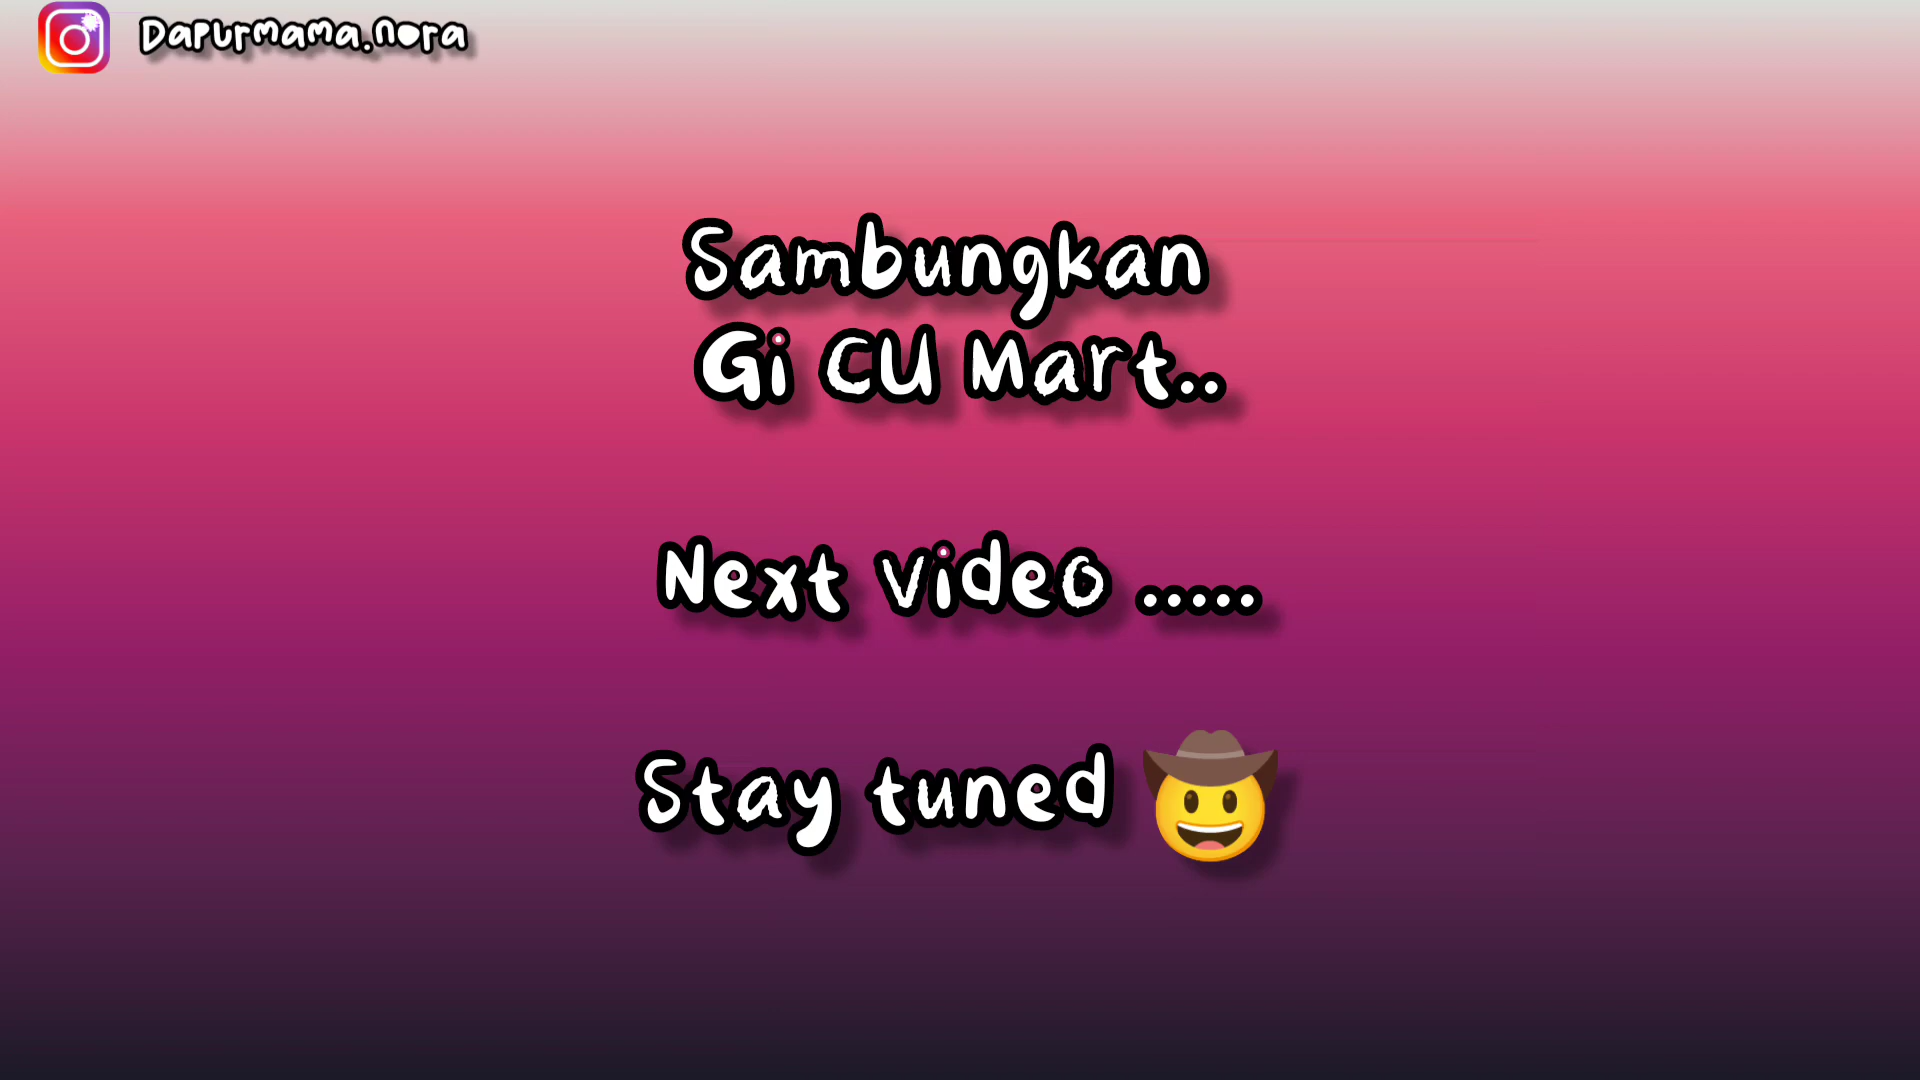 Dapurmama.nora
Sambungkan
Gi CU Mart..
Next Video .....
Stay tuned 🤠